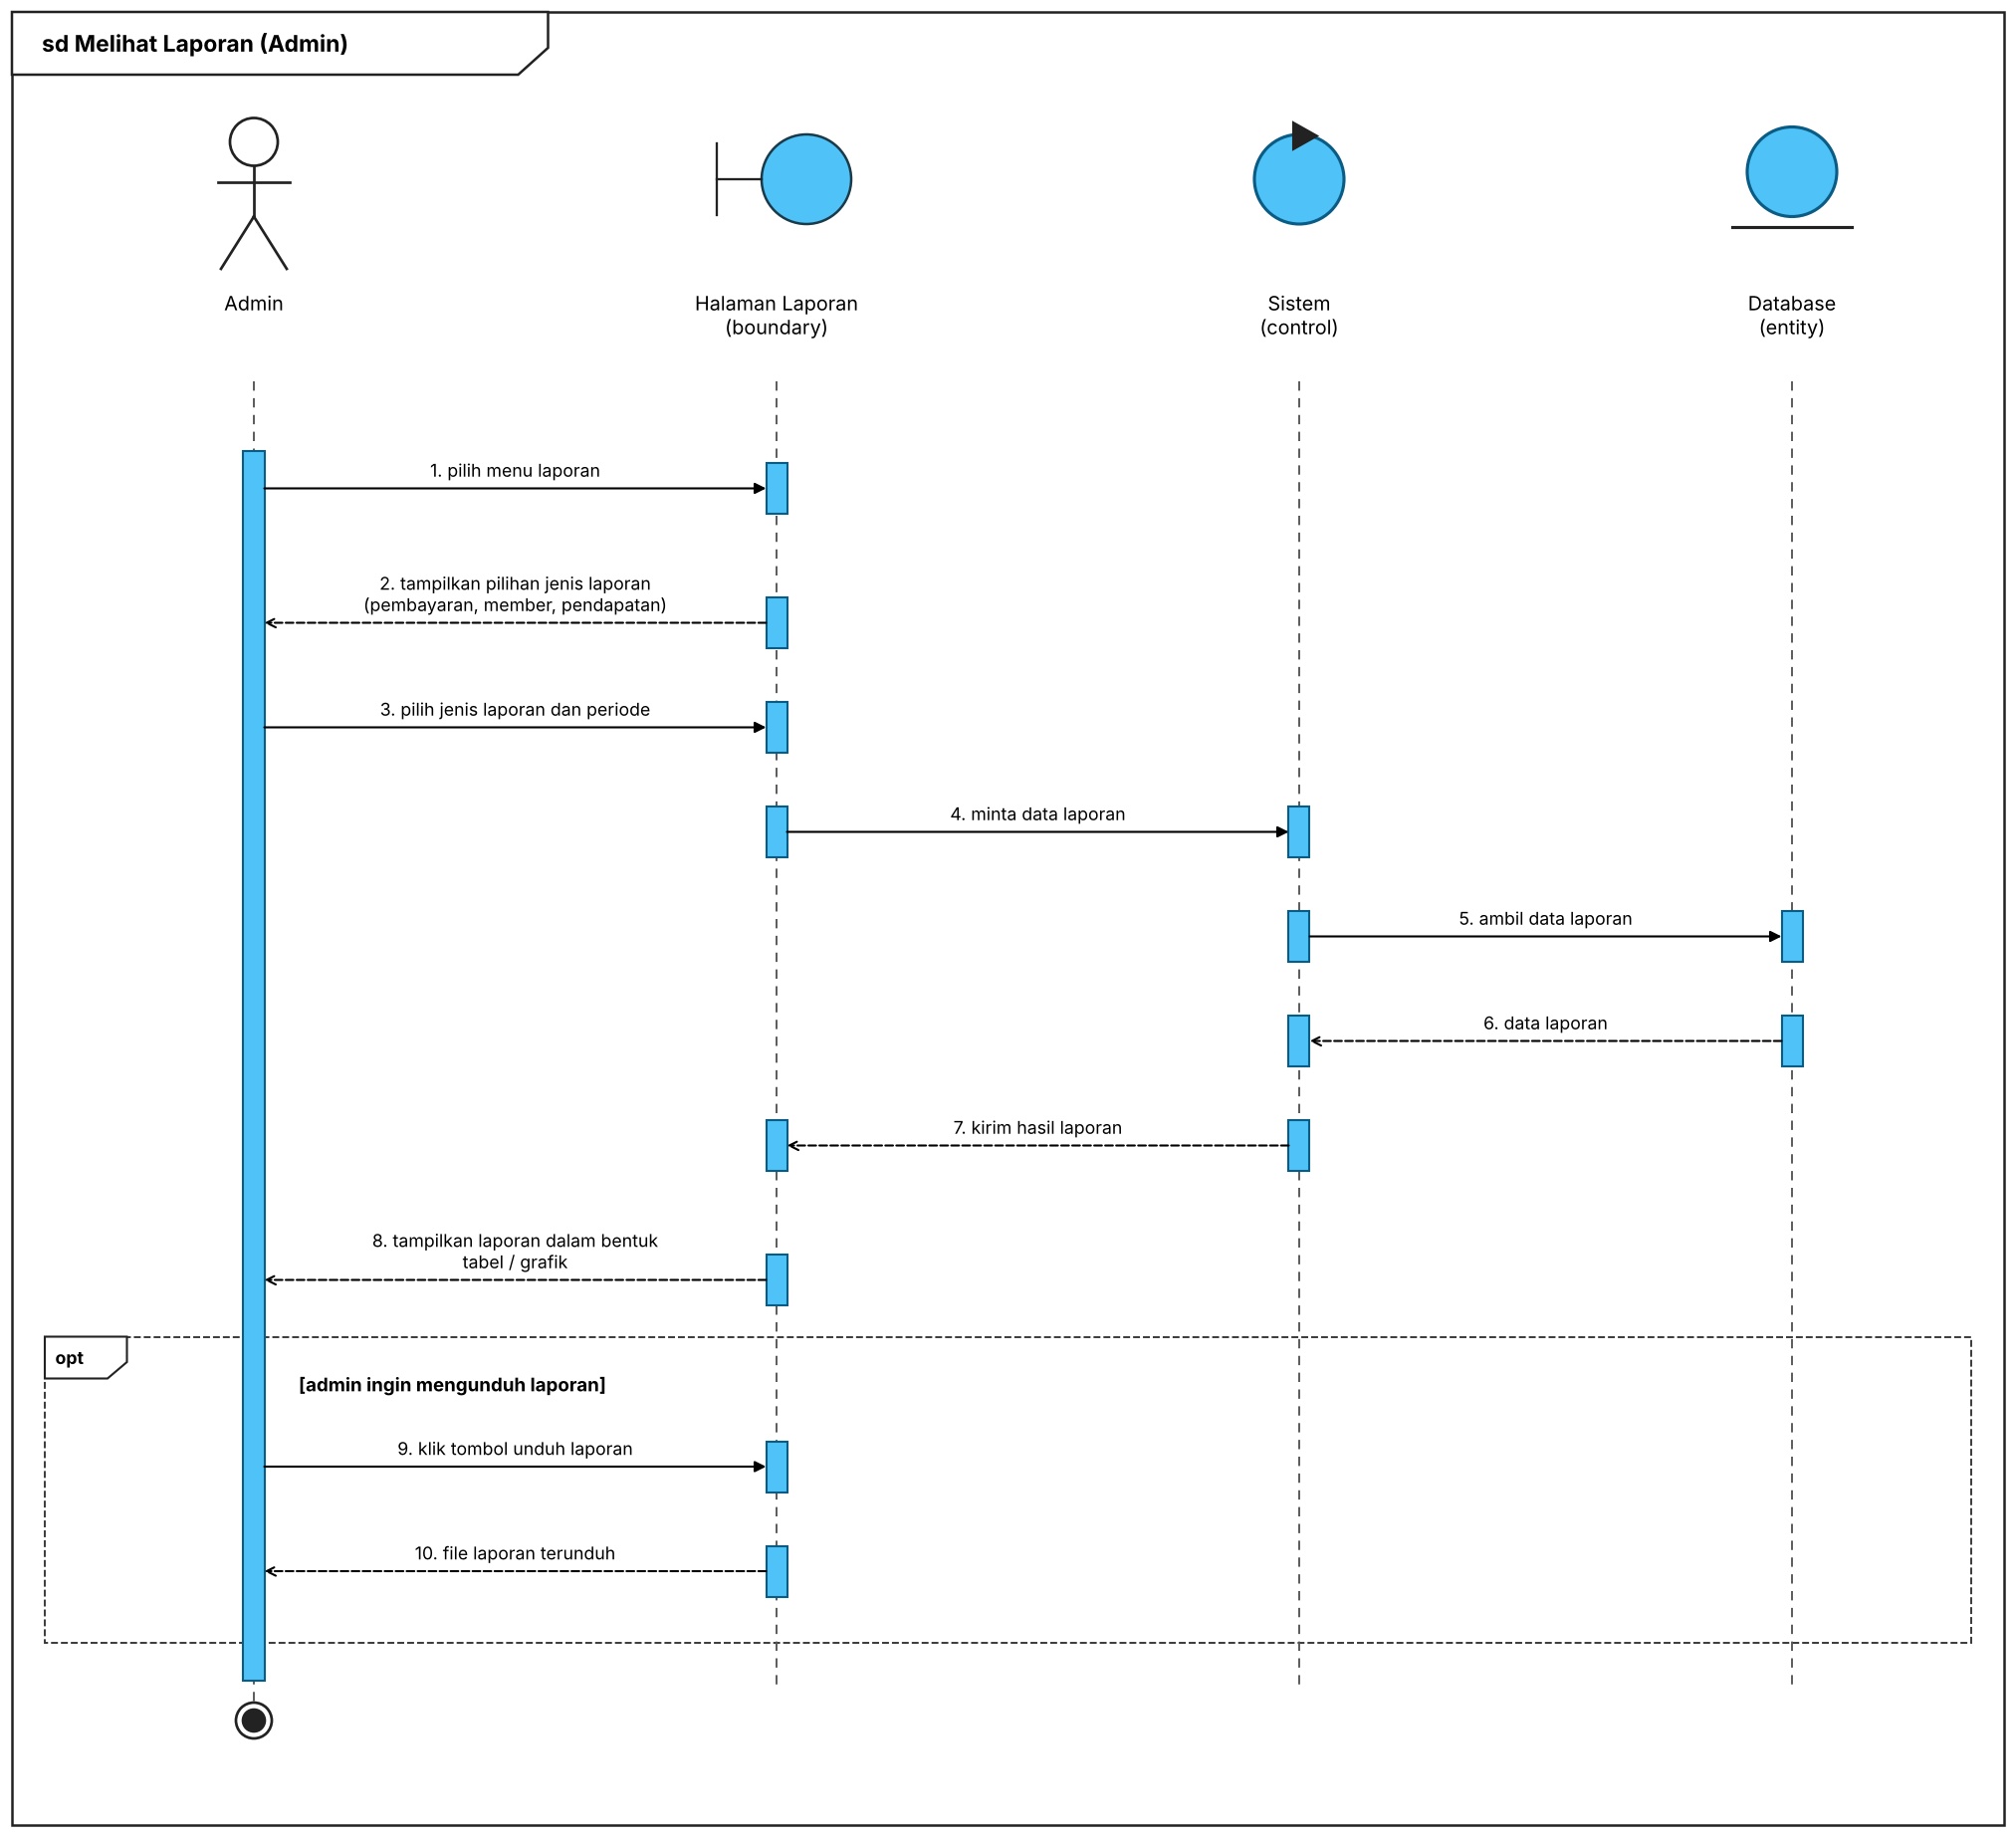 sd Melihat Laporan (Admin)
Admin
Halaman Laporan
(boundary)
Sistem
(control)
Database
(entity)
1. pilih menu laporan
2. tampilkan pilihan jenis laporan
(pembayaran, member, pendapatan)
3. pilih jenis laporan dan periode
4. minta data laporan
5. ambil data laporan
6. data laporan
7. kirim hasil laporan
8. tampilkan laporan dalam bentuk
tabel / grafik
opt
[admin ingin mengunduh laporan]
9. klik tombol unduh laporan
10. file laporan terunduh